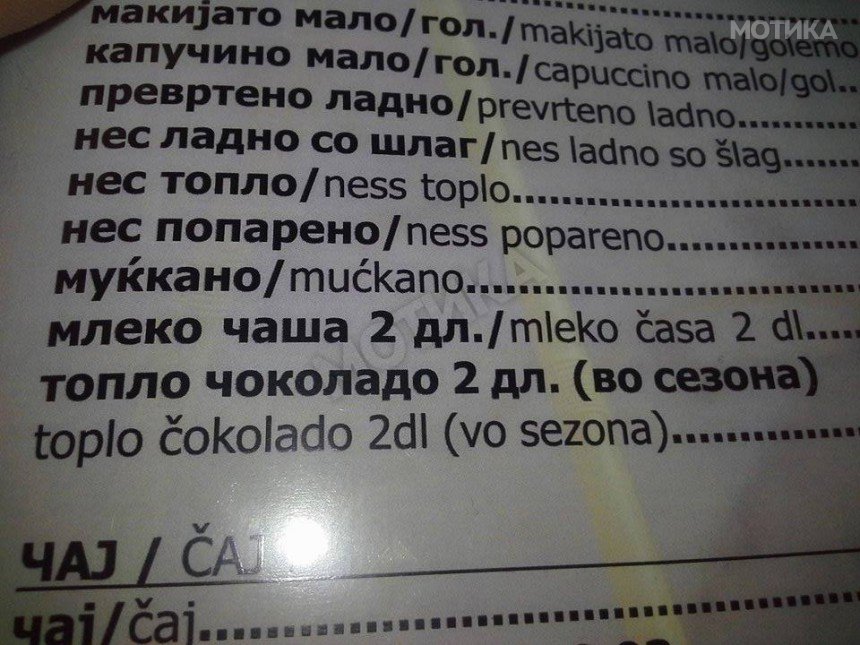 МОТИКА
макијато мало/гол./makijato malo/golemo
капучино мало/гол./capuccino malo/gol...
превртено ладно/prevrteno ladno..............
нес ладно со шлаг/nes ladno so šlag........
нес топло/ness toplo........................................
нес попарено/ness popareno......................
муќкано/mućkano..............................................
МОТИКА
млеко чаша 2 дл./mleko časa 2 dl......
топло чоколадо 2 дл. (во сезона)
toplo čokolado 2dl (vo sezona)....................
ЧАЈ / ČAJ
чај/čaj..................................................................